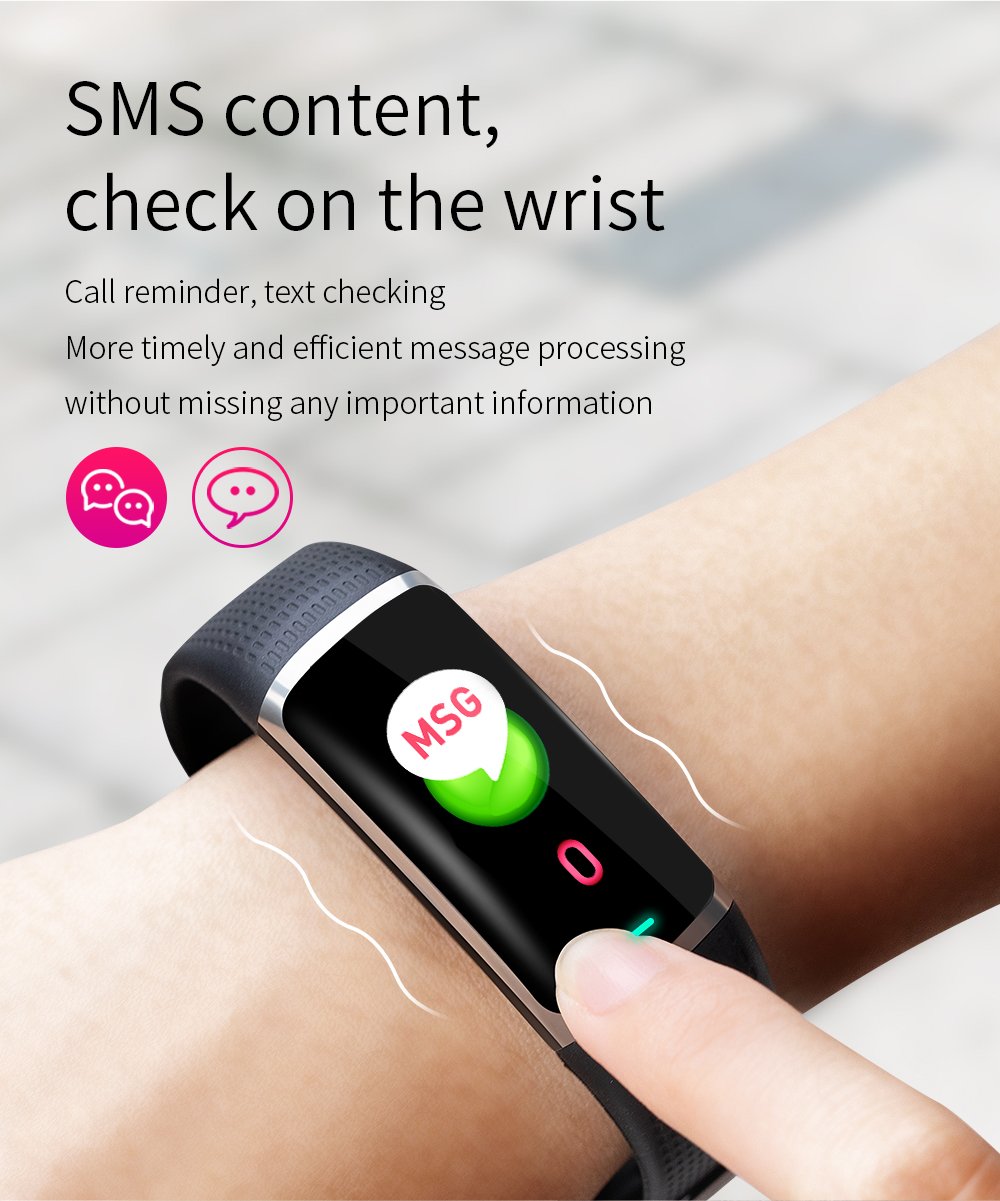 SMS content,
check on the wrist
Call reminder, text checking
More timely and efficient message processing
without missing any important information
MSG
0